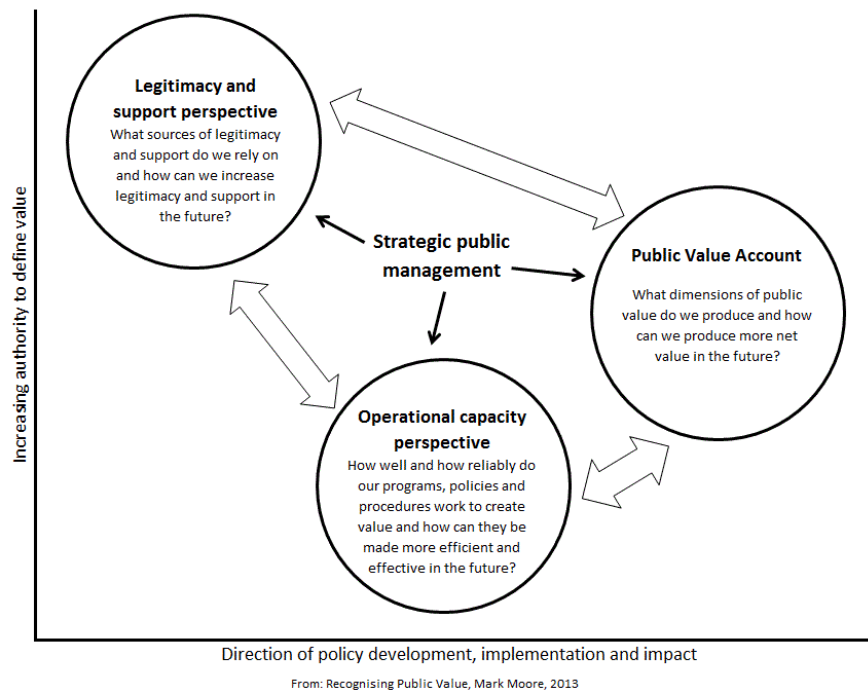 Increasing authority to define value
Legitimacy and
support perspective
What sources of legitimacy
and support do we rely on
and how can we increase
legitimacy and support in
the future?
Strategic public
management
Public Value Account
What dimensions of public
value do we produce and how
can we produce more net
value in the future?
Operational capacity
perspective
How well and how reliably do
our programs, policies and
procedures work to create
value and how can they be
made more efficient and
effective in the future?
Direction of policy development, implementation and impact
From: Recognising Public Value, Mark Moore, 2013